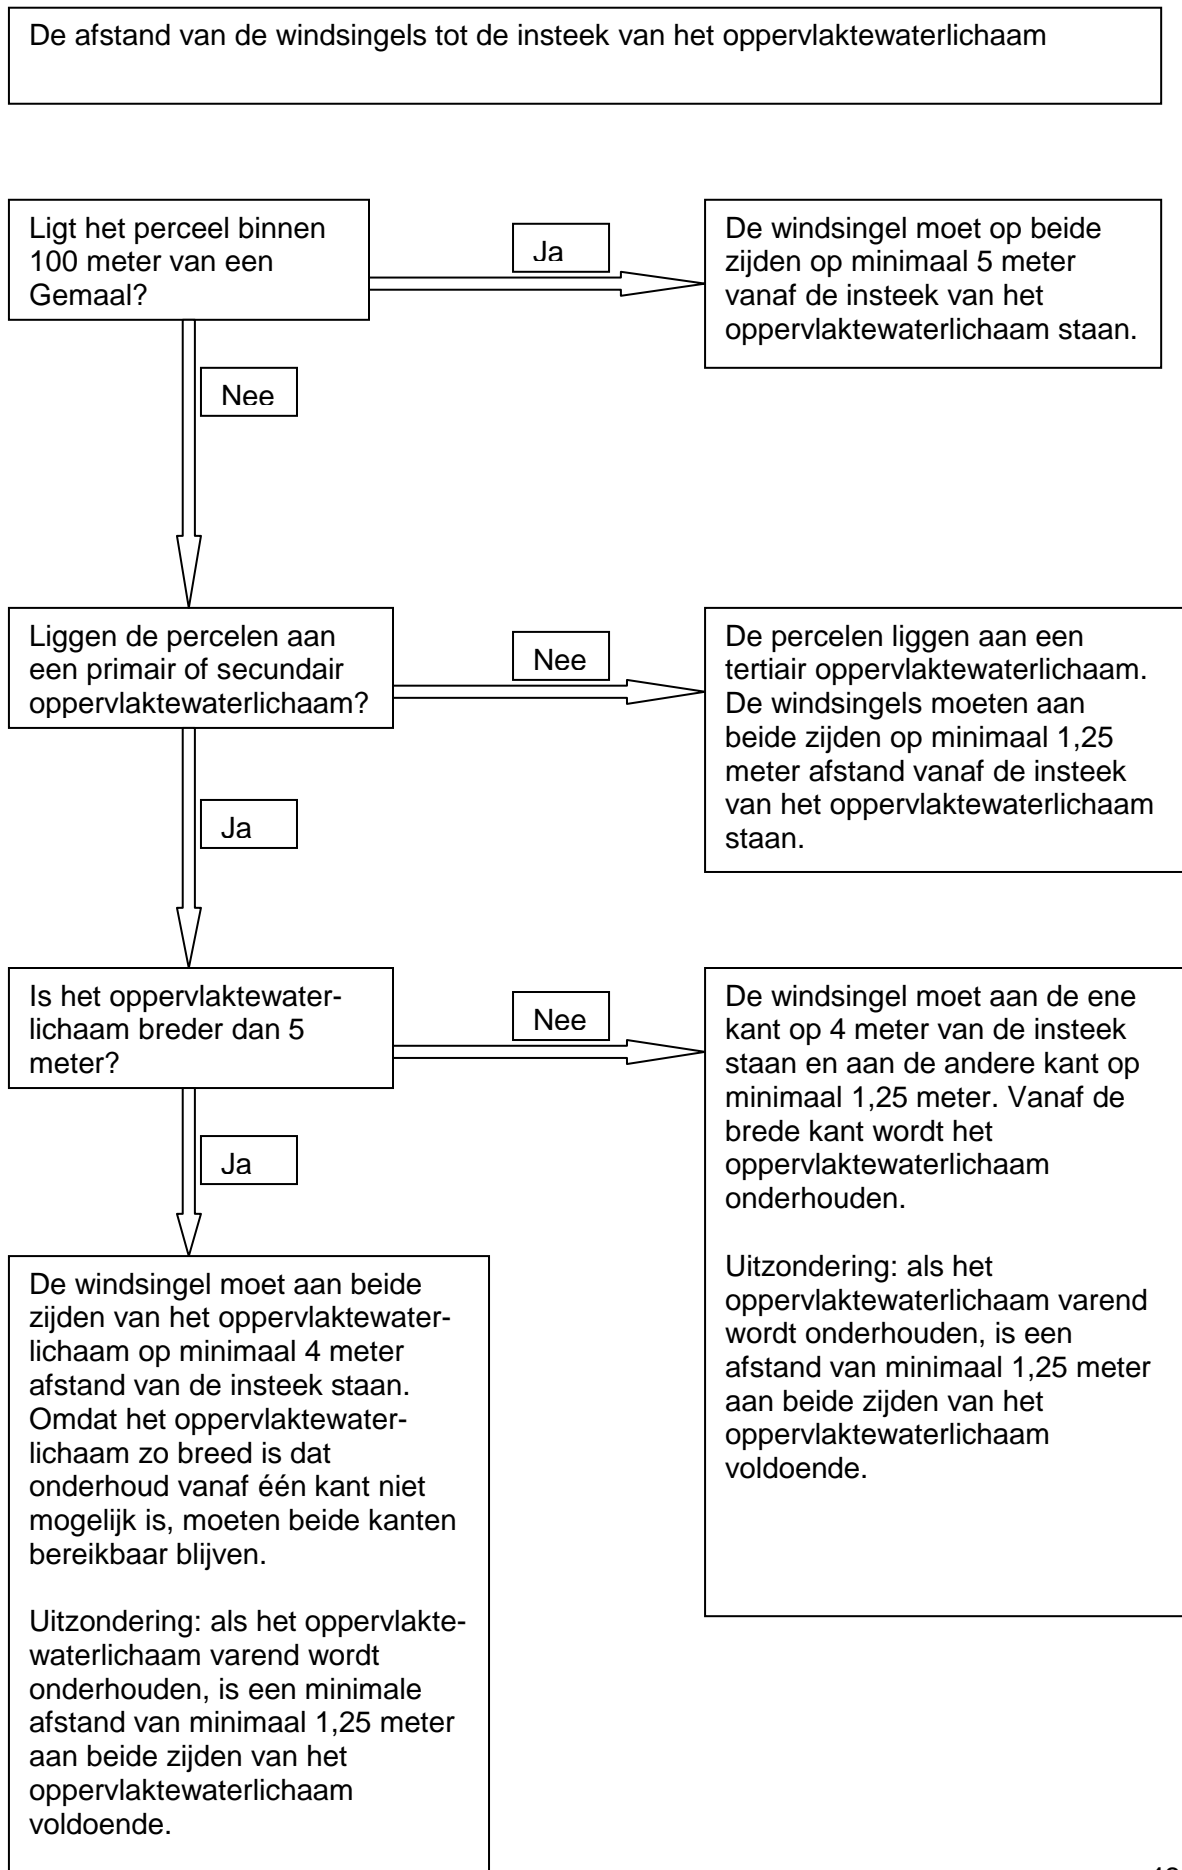 De afstand van de windsingels tot de insteek van het oppervlaktewaterlichaam
Ligt het perceel binnen
100 meter van een
Gemaal?
Ja
De windsingel moet op beide
zijden op minimaal 5 meter
vanaf de insteek van het
oppervlaktewaterlichaam staan.
Nee
Liggen de percelen aan
een primair of secundair
oppervlaktewaterlichaam?
Nee
De percelen liggen aan een
tertiair oppervlaktewaterlichaam.
De windsingels moeten aan
beide zijden op minimaal 1,25
meter afstand vanaf de insteek
van het oppervlaktewaterlichaam
staan.
Ja
Is het oppervlaktewater-
lichaam breder dan 5
meter?
Nee
De windsingel moet aan de ene
kant op 4 meter van de insteek
staan en aan de andere kant op
minimaal 1,25 meter. Vanaf de
brede kant wordt het
oppervlaktewaterlichaam
onderhouden.
Uitzondering: als het
oppervlaktewaterlichaam varend
wordt onderhouden, is een
afstand van minimaal 1,25 meter
aan beide zijden van het
oppervlaktewaterlichaam
voldoende.
Ja
De windsingel moet aan beide
zijden van het oppervlaktewater-
lichaam op minimaal 4 meter
afstand van de insteek staan.
Omdat het oppervlaktewater-
lichaam zo breed is dat
onderhoud vanaf één kant niet
mogelijk is, moeten beide kanten
bereikbaar blijven.
Uitzondering: als het oppervlakte-
waterlichaam varend wordt
onderhouden, is een minimale
afstand van minimaal 1,25 meter
aan beide zijden van het
oppervlaktewaterlichaam
voldoende.